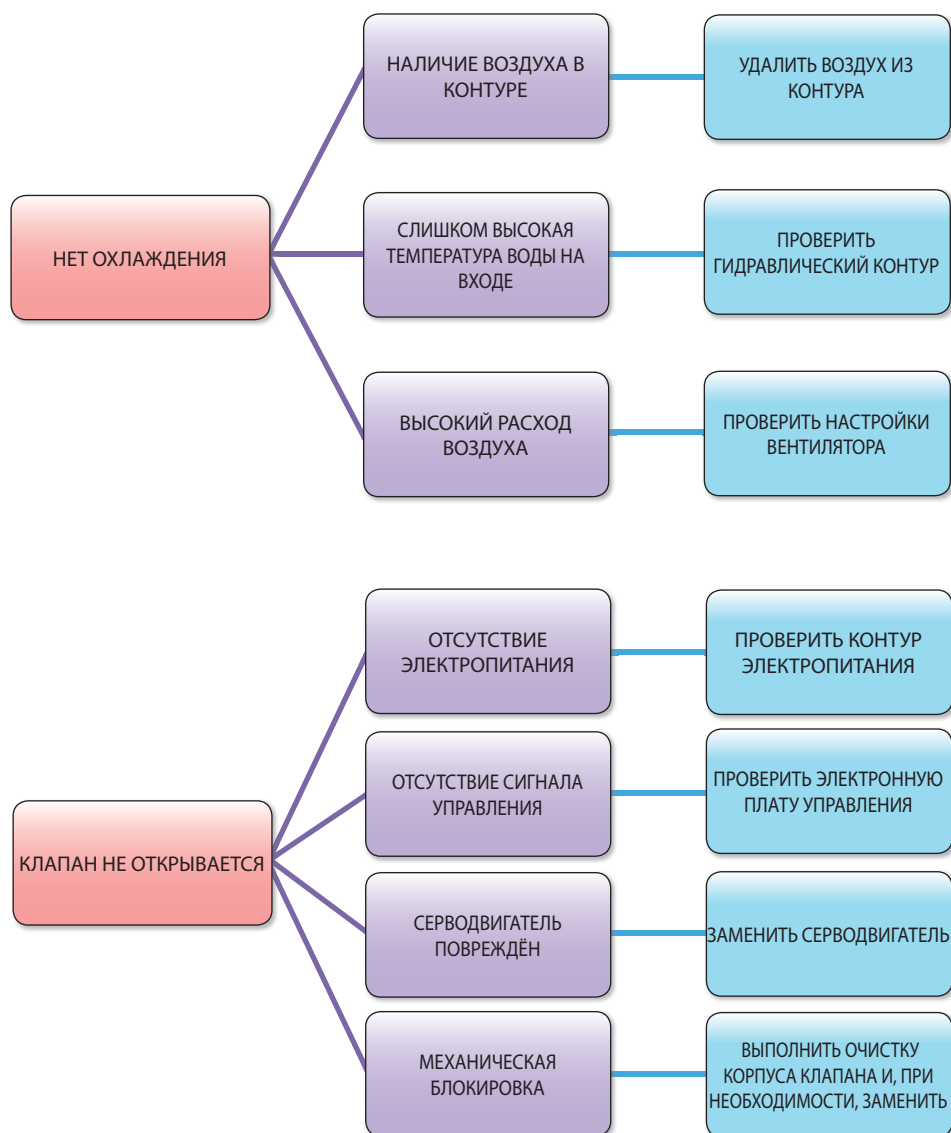 НАЛИЧИЕ ВОЗДУХА В
КОНТУРЕ
УДАЛИТЬ ВОЗДУХ ИЗ
КОНТУРА
НЕТ ОХЛАЖДЕНИЯ
СЛИШКОМ ВЫСОКАЯ
ТЕМПЕРАТУРА ВОДЫ НА
ВХОДЕ
ПРОВЕРИТЬ
ГИДРАВЛИЧЕСКИЙ КОНТУР
ВЫСОКИЙ РАСХОД
ВОЗДУХА
ПРОВЕРИТЬ НАСТРОЙКИ
ВЕНТИЛЯТОРА
ОТСУТСТВИЕ
ЭЛЕКТРОПИТАНИЯ
ПРОВЕРИТЬ КОНТУР
ЭЛЕКТРОПИТАНИЯ
ОТСУТСТВИЕ СИГНАЛА
УПРАВЛЕНИЯ
ПРОВЕРИТЬ ЭЛЕКТРОННУЮ
ПЛАТУ УПРАВЛЕНИЯ
КЛАПАН НЕ ОТКРЫВАЕТСЯ
СЕРВОДВИГАТЕЛЬ
ПОВРЕЖДЁН
ЗАМЕНИТЬ СЕРВОДВИГАТЕЛЬ
МЕХАНИЧЕСКАЯ
БЛОКИРОВКА
ВЫПОЛНИТЬ ОЧИСТКУ
КОРПУСА КЛАПАНА И, ПРИ
НЕОБХОДИМОСТИ, ЗАМЕНИТЬ